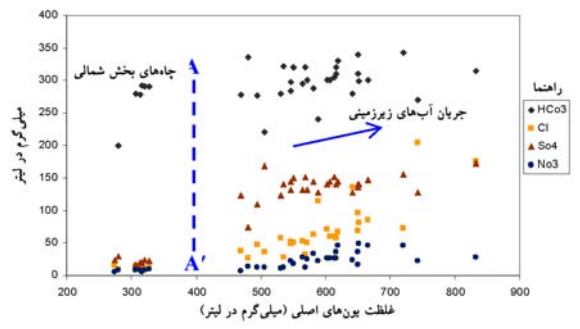 400
350
300
250
200
150
100
50
0
میلی‌گرم در لیتر
چاه‌های بخش شمالی
A
A′
جریان آب‌های زیرزمینی
راهنما
HCo3
Cl
So4
No3
200 300 400 500 600 700 800 900
غلظت یون‌های اصلی (میلی‌گرم در لیتر)